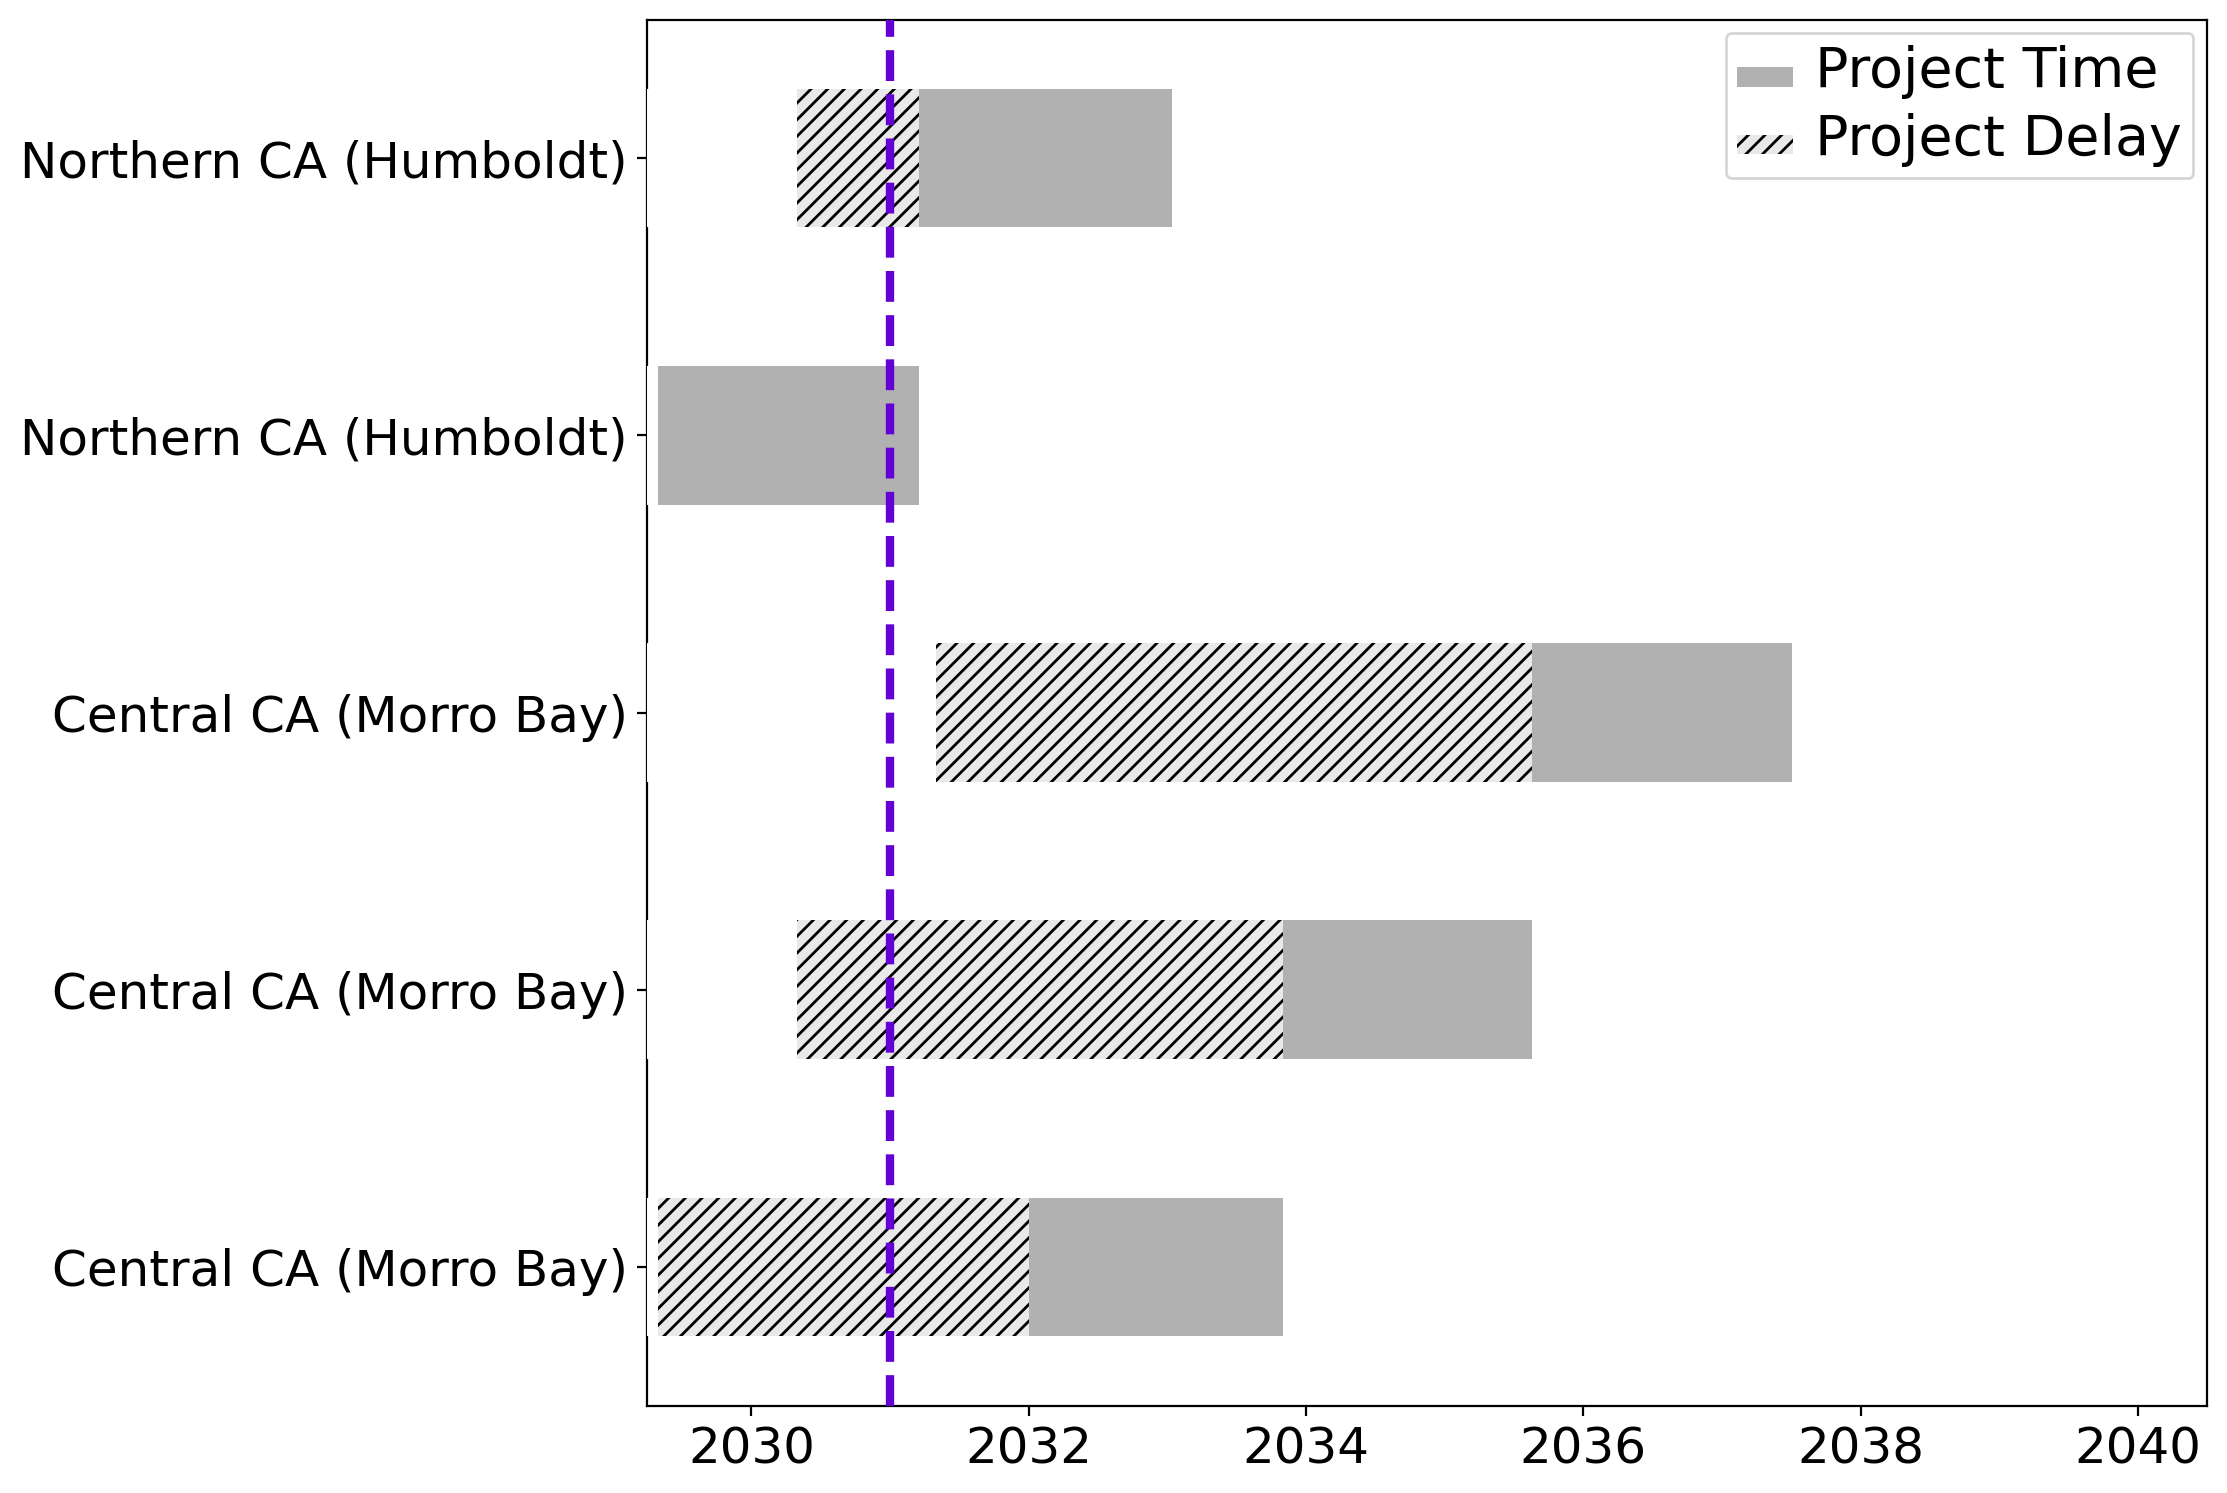 Project Time
Project Delay
Northern CA (Humboldt)
Northern CA (Humboldt)
Central CA (Morro Bay)
Central CA (Morro Bay)
Central CA (Morro Bay)
2030 2032 2034 2036 2038 2040